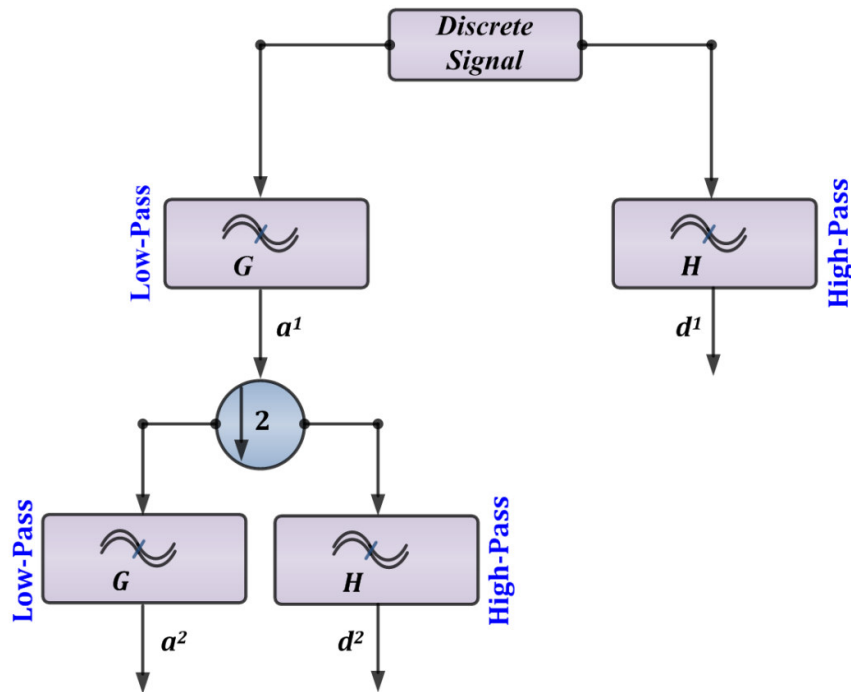 Discrete
Signal
Low-Pass
G
H
High-Pass
a¹
d¹
2
Low-Pass
G
H
High-Pass
a²
d²